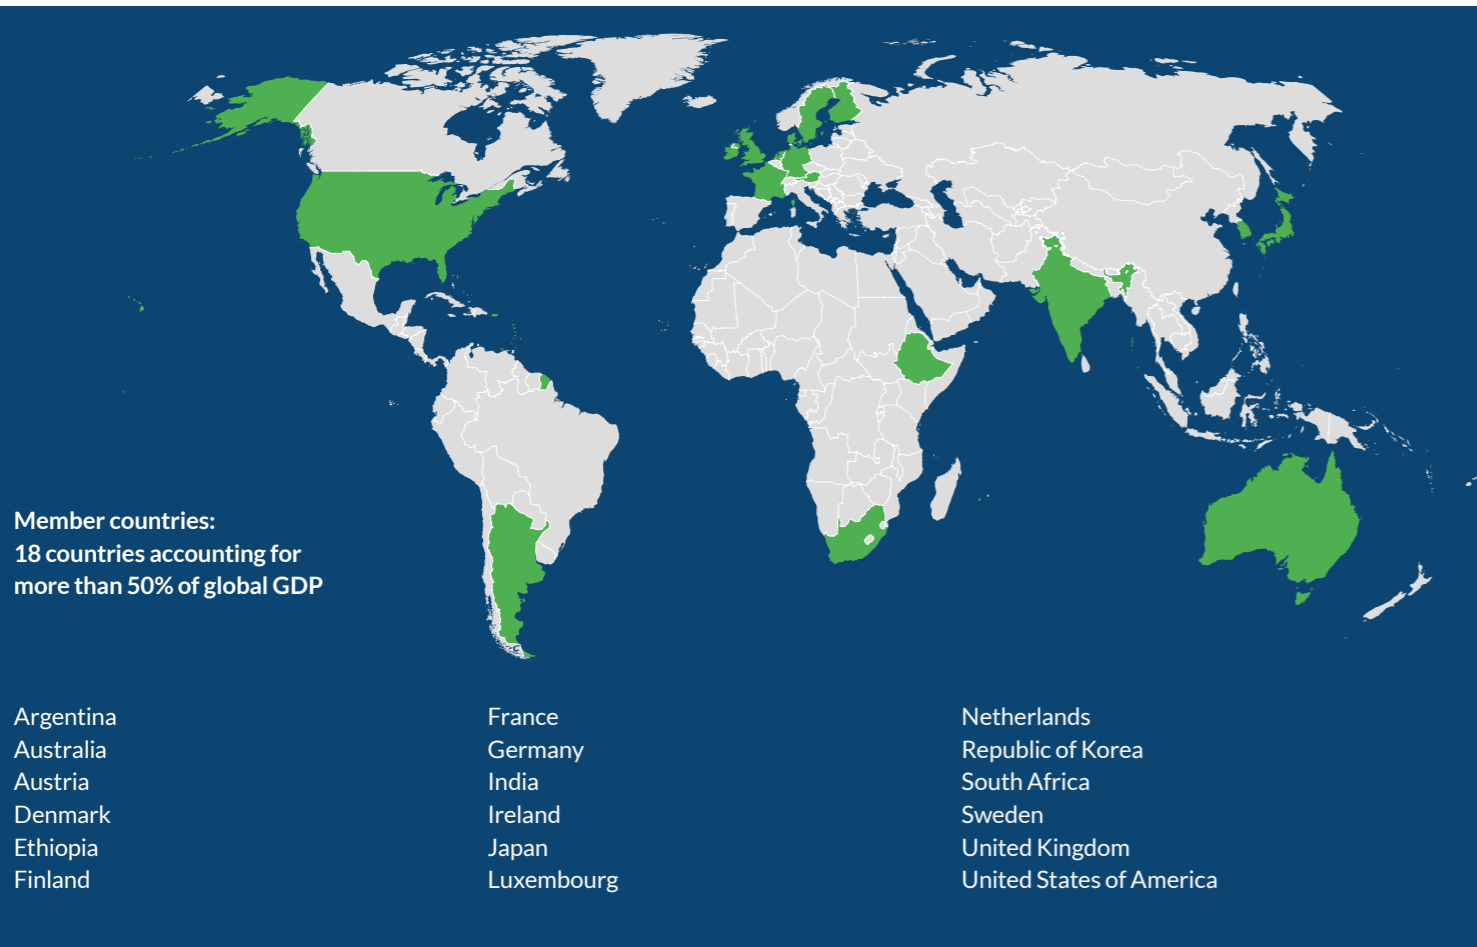 Member countries:
18 countries accounting for
more than 50% of global GDP
Argentina
Australia
Austria
Denmark
Ethiopia
Finland
France
Germany
India
Ireland
Japan
Luxembourg
Netherlands
Republic of Korea
South Africa
Sweden
United Kingdom
United States of America